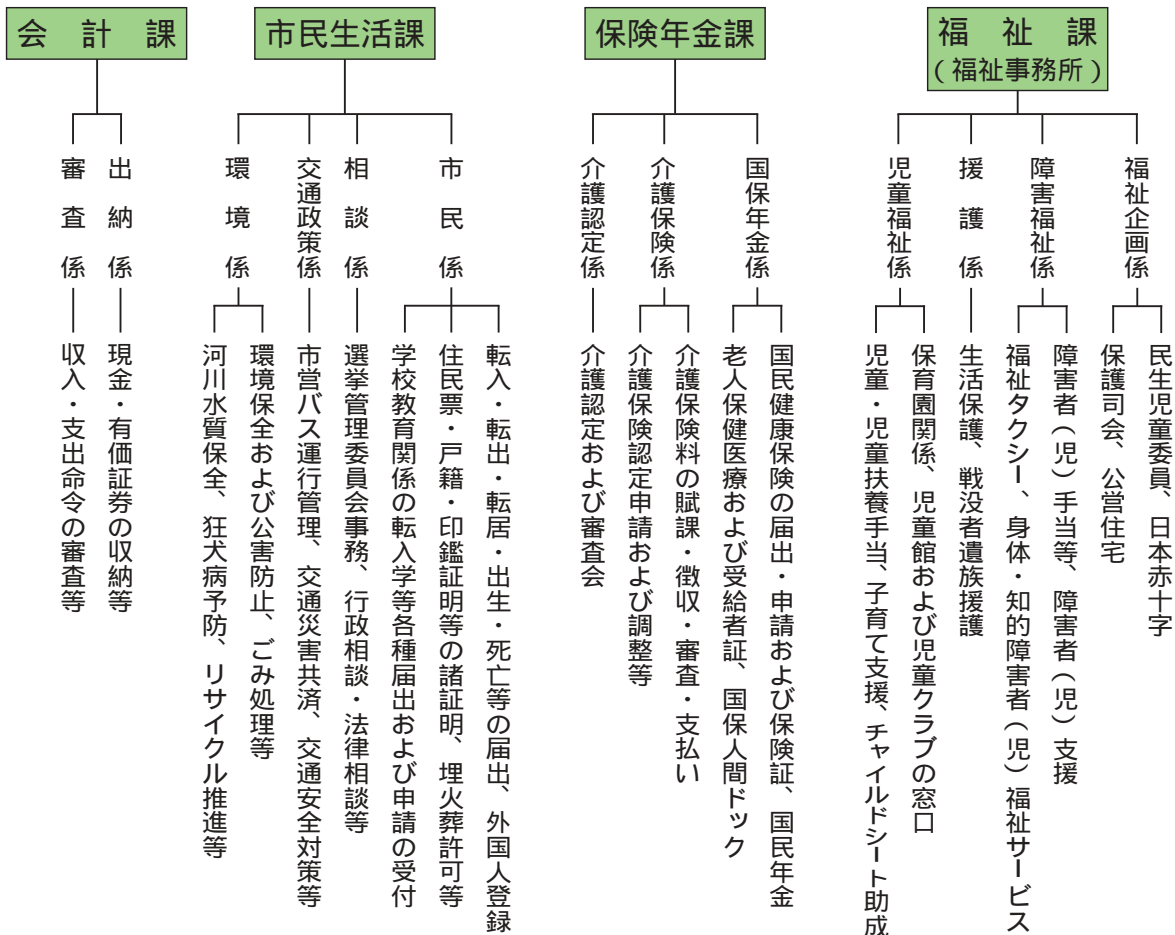 福祉課
(福祉事務所)
福祉企画係
民生児童委員、日本赤十字
保護司会、公営住宅
障害福祉係
障害者(児)手当等、障害者(児)支援
福祉タクシー、身体・知的障害者(児)福祉サービス
援護係
生活保護、戦没者遺族援護
児童福祉係
保育園関係、児童館および児童クラブの窓口
児童・児童扶養手当、子育て支援、チャイルドシート助成
保険年金課
国保年金係
国民健康保険の届出・申請および保険証、国民年金
老人保健医療および受給者証、国保人間ドック
介護保険係
介護保険料の賦課・徴収・審査・支払い
介護保険認定申請および調整等
介護認定係
介護認定および審査会
市民生活課
市民係
転入・転出・転居・出生・死亡等の届出、外国人登録
住民票・戸籍・印鑑証明等の諸証明、埋火葬許可等
学校教育関係の転入学等各種届出および申請の受付
相談係
選挙管理委員会事務、行政相談・法律相談等
交通政策係
市営バス運行管理、交通災害共済、交通安全対策等
環境係
環境保全および公害防止、ごみ処理等
河川水質保全、狂犬病予防、リサイクル推進等
会計課
出納係
現金・有価証券の収納等
審査係
収入・支出命令の審査等